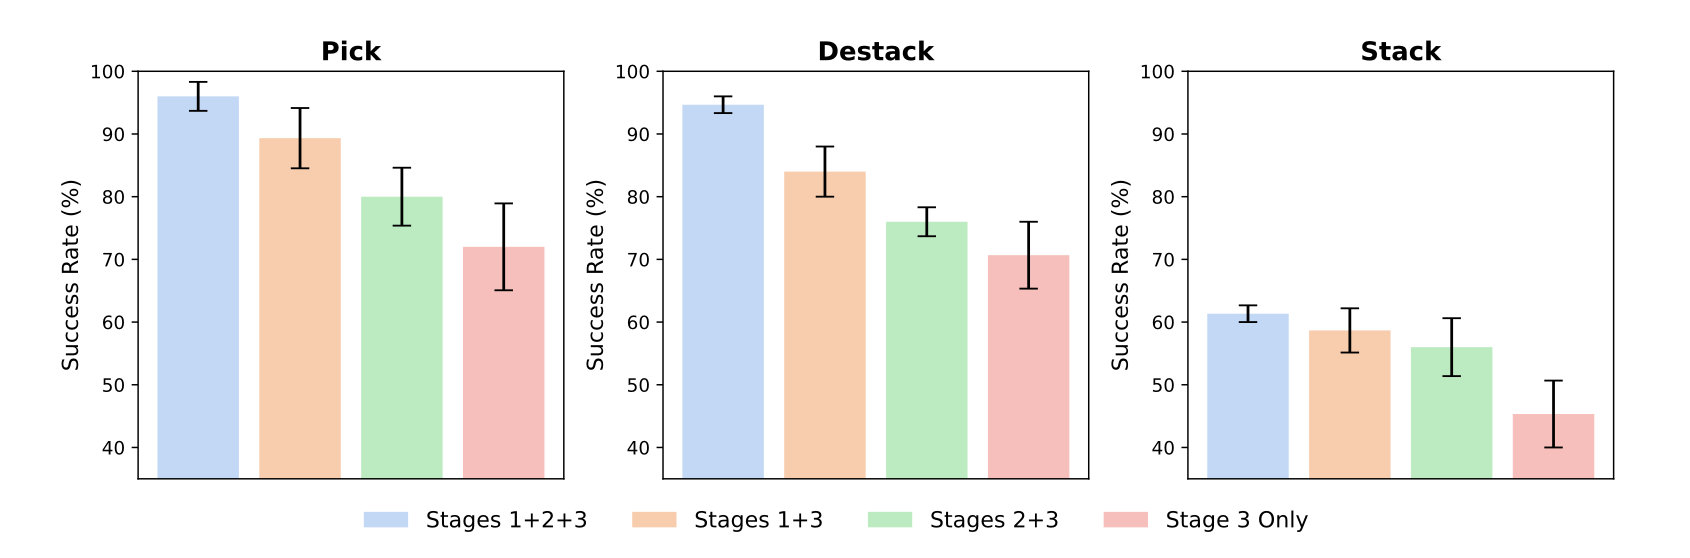 Pick
Destack
Stack
Success Rate (%)
100
90
80
70
60
50
40
Success Rate (%)
100
90
80
70
60
50
40
Success Rate (%)
100
90
80
70
60
50
40
Stages 1+2+3
Stages 1+3
Stages 2+3
Stage 3 Only